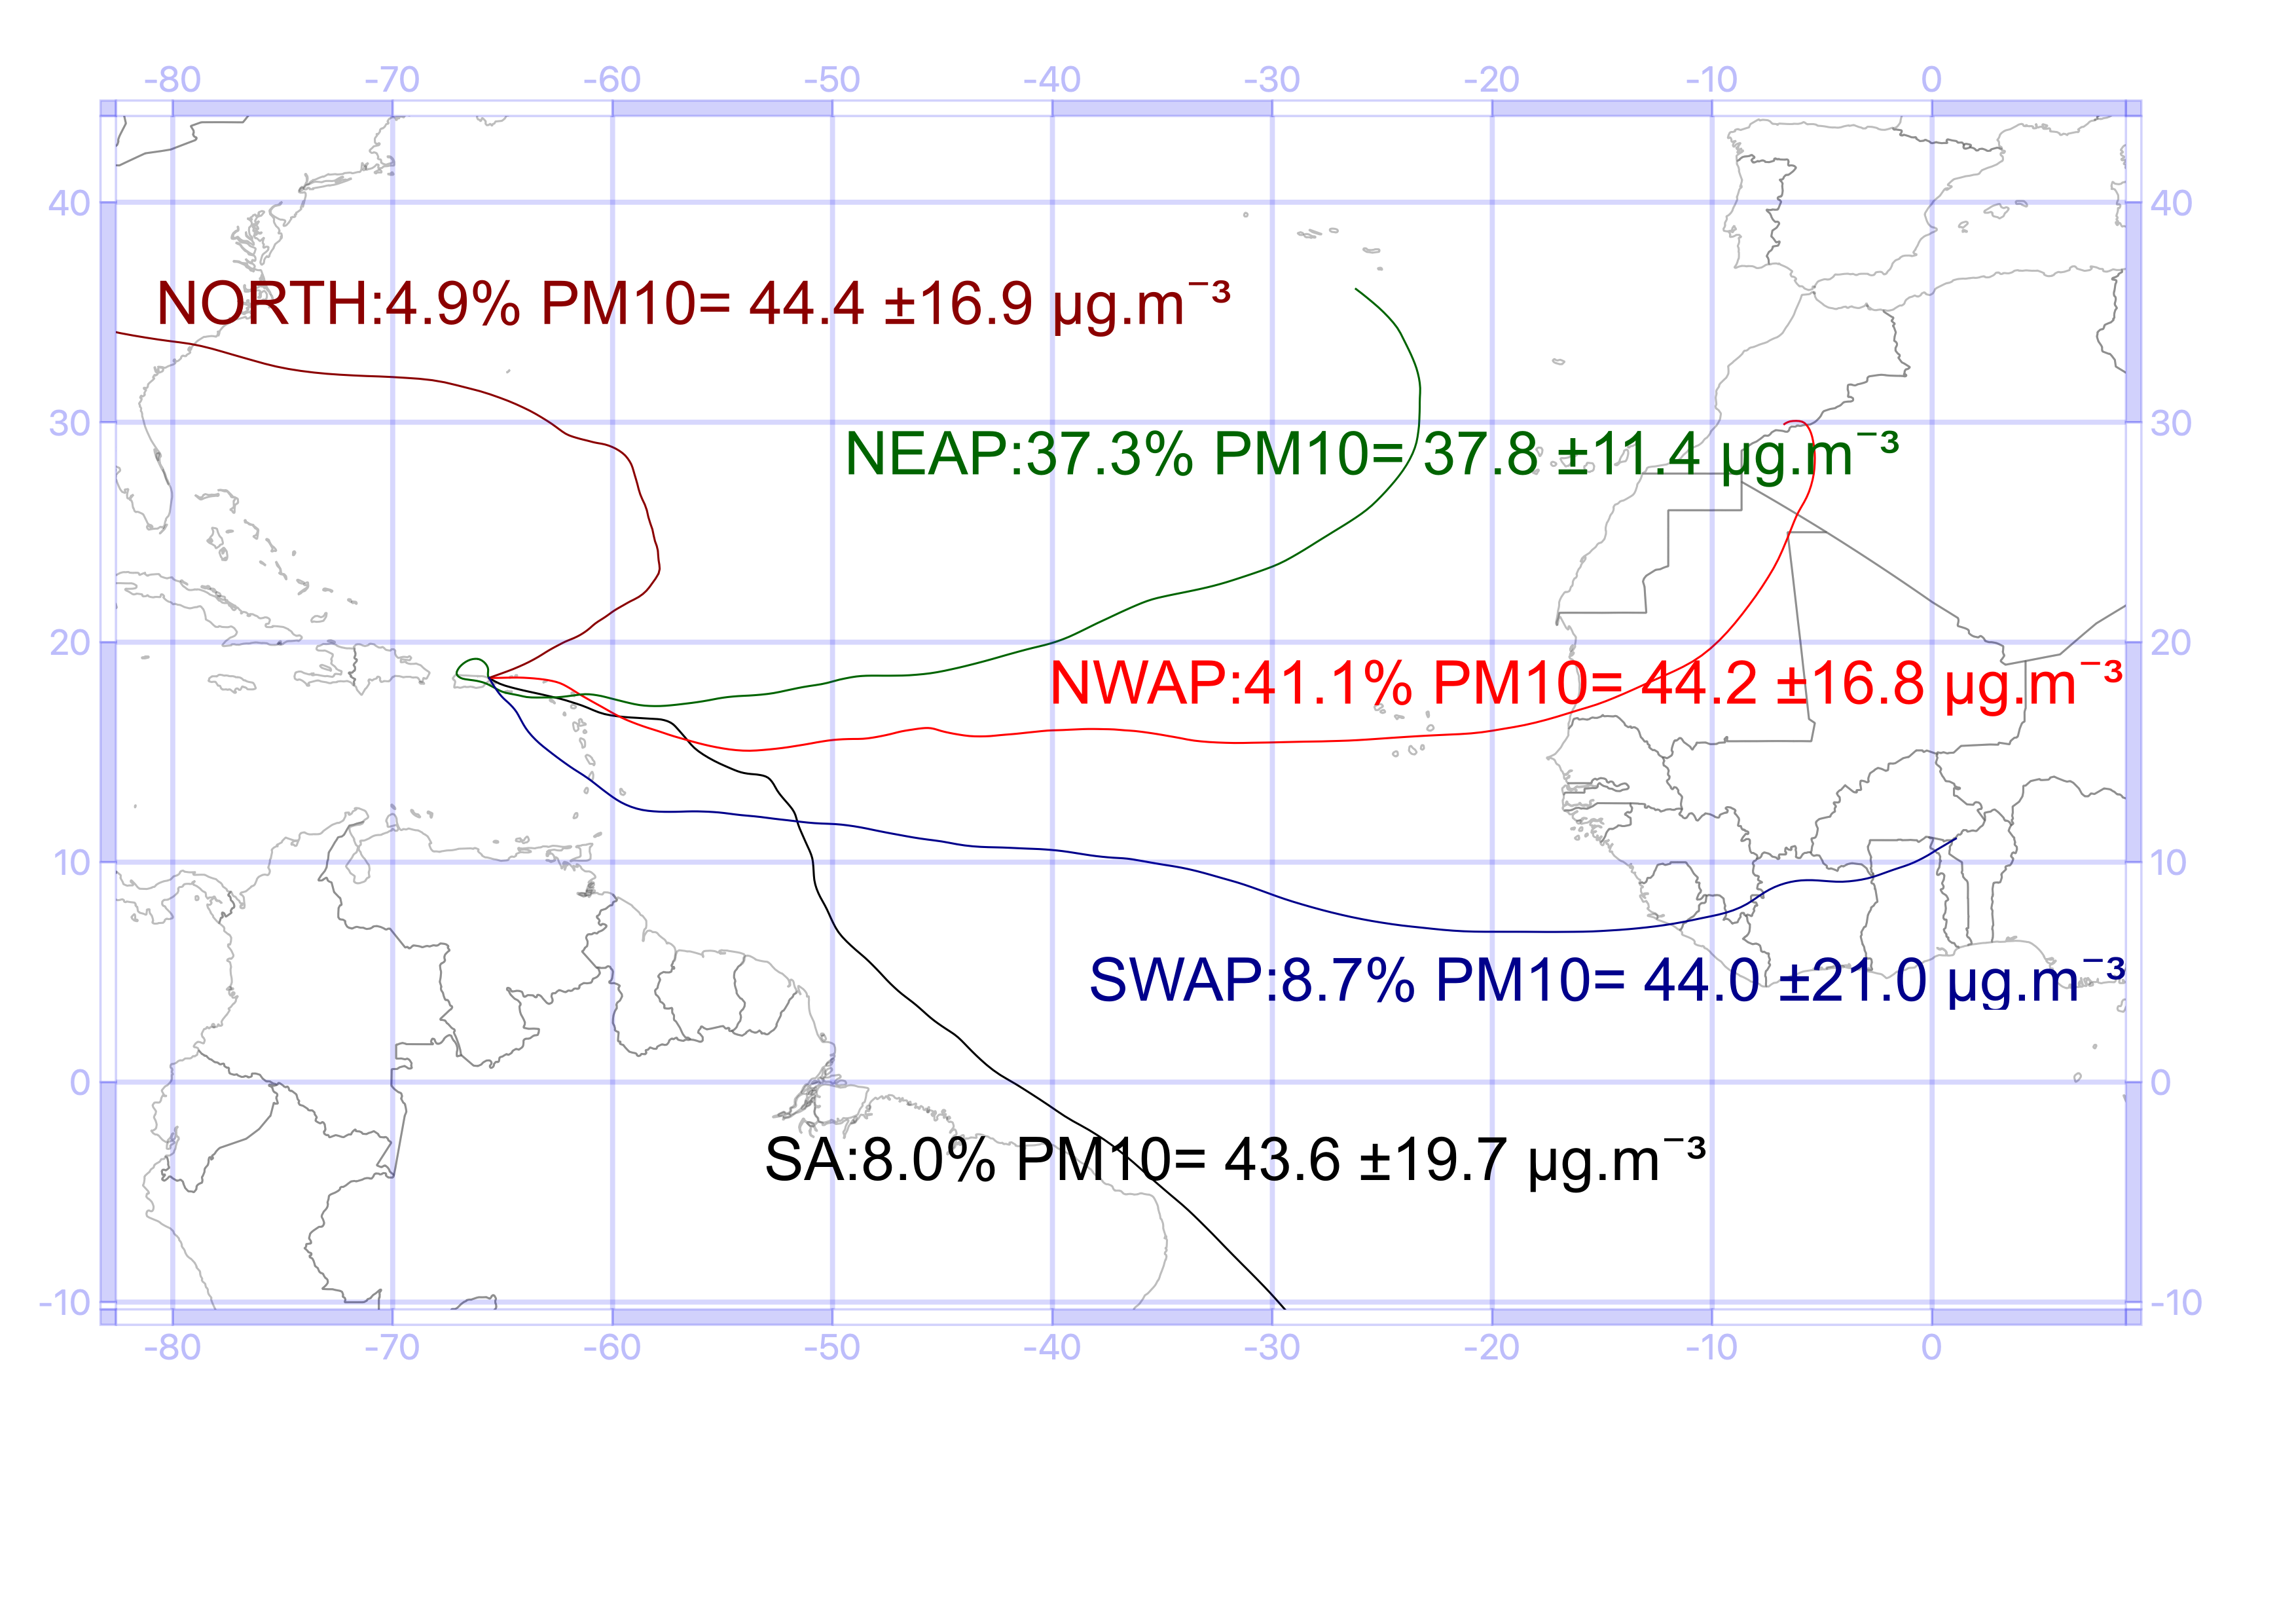 -80 -70 -60 -50 -40 -30 -20 -10 0
40 40
NORTH:4.9% PM10= 44.4 ±16.9 µg.m⁻³
30 30
NEAP:37.3% PM10= 37.8 ±11.4 µg.m⁻³
20 20
NWAP:41.1% PM10= 44.2 ±16.8 µg.m⁻³
10 10
SWAP:8.7% PM10= 44.0 ±21.0 µg.m⁻³
0 0
SA:8.0% PM10= 43.6 ±19.7 µg.m⁻³
-10 -10
-80 -70 -60 -50 -40 -30 -20 -10 0